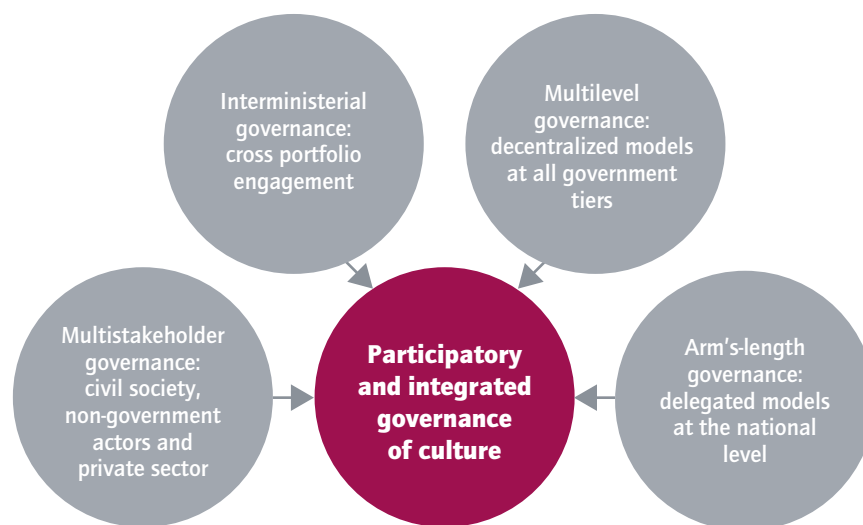 Interministerial
governance:
cross portfolio
engagement
Multilevel
governance:
decentralized models
at all government
tiers
Multistakeholder
governance:
civil society,
non-government
actors and
private sector
Participatory
and integrated
governance
of culture
Arm's-length
governance:
delegated models
at the national
level